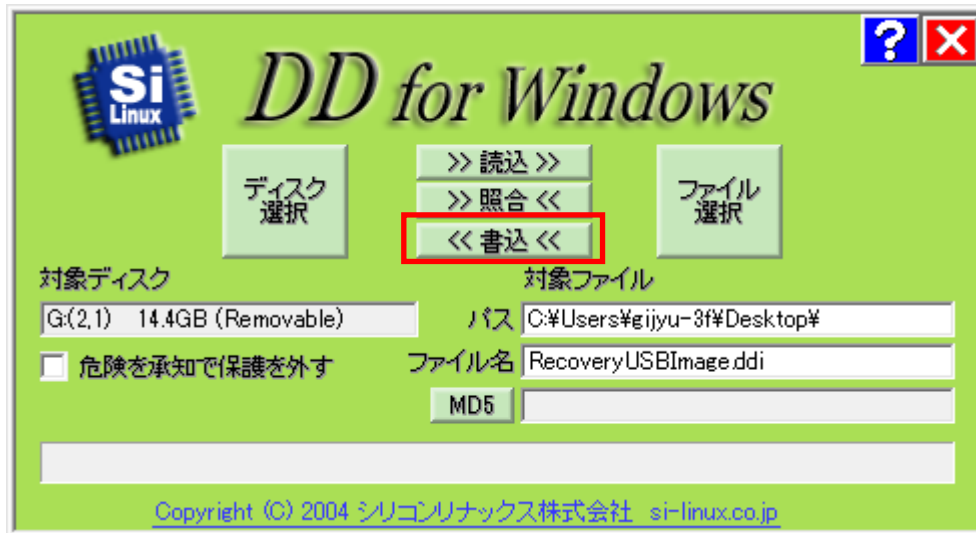 Si
Linux
DD for Windows
?
ディスク
選択
>> 読込 >>
>> 照合 <<
<< 書込 <<
ファイル
選択
対象ディスク
対象ファイル
G:(2,1) 14.4GB (Removable)
パス
C:¥Users¥gijyu-3f¥Desktop¥
危険を承知で保護を外す
ファイル名
RecoveryUSBImage.ddi
MD5
Copyright (C) 2004 シリコンリナックス株式会社 si-linux.co.jp